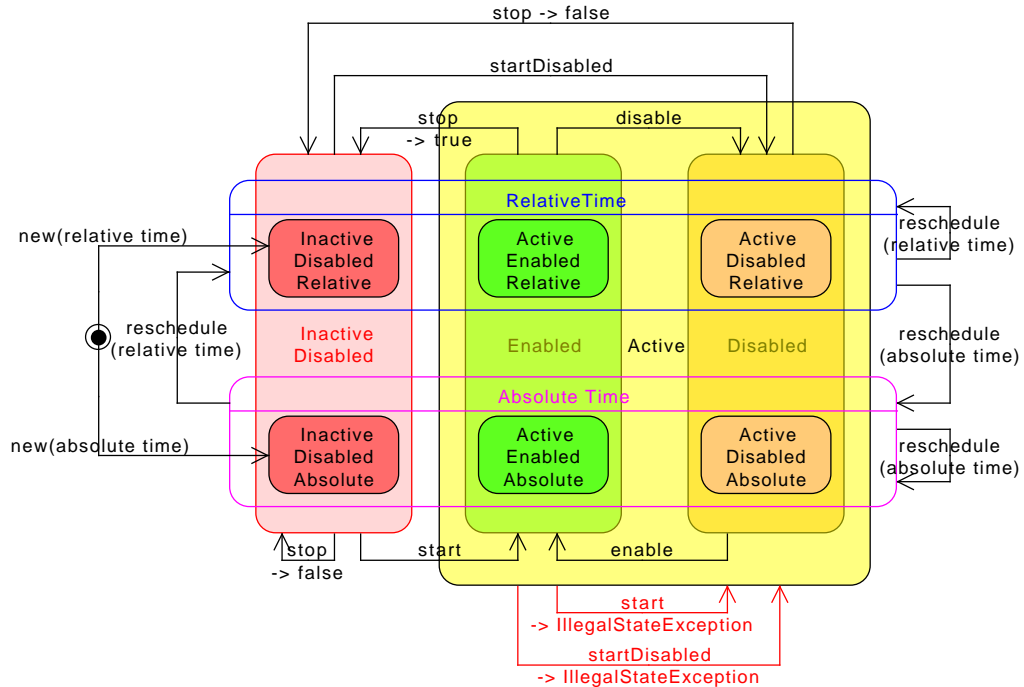 stop -> false
startDisabled
stop
-> true
disable
RelativeTime
new(relative time)
Inactive
Disabled
Relative
Active
Enabled
Relative
Active
Disabled
Relative
reschedule
(relative time)
reschedule
(relative time)
Inactive
Disabled
Enabled
Active
Disabled
reschedule
(absolute time)
Absolute Time
new(absolute time)
Inactive
Disabled
Absolute
Active
Enabled
Absolute
Active
Disabled
Absolute
reschedule
(absolute time)
stop
-> false
start
enable
start
-> IllegalStateException
startDisabled
-> IllegalStateException